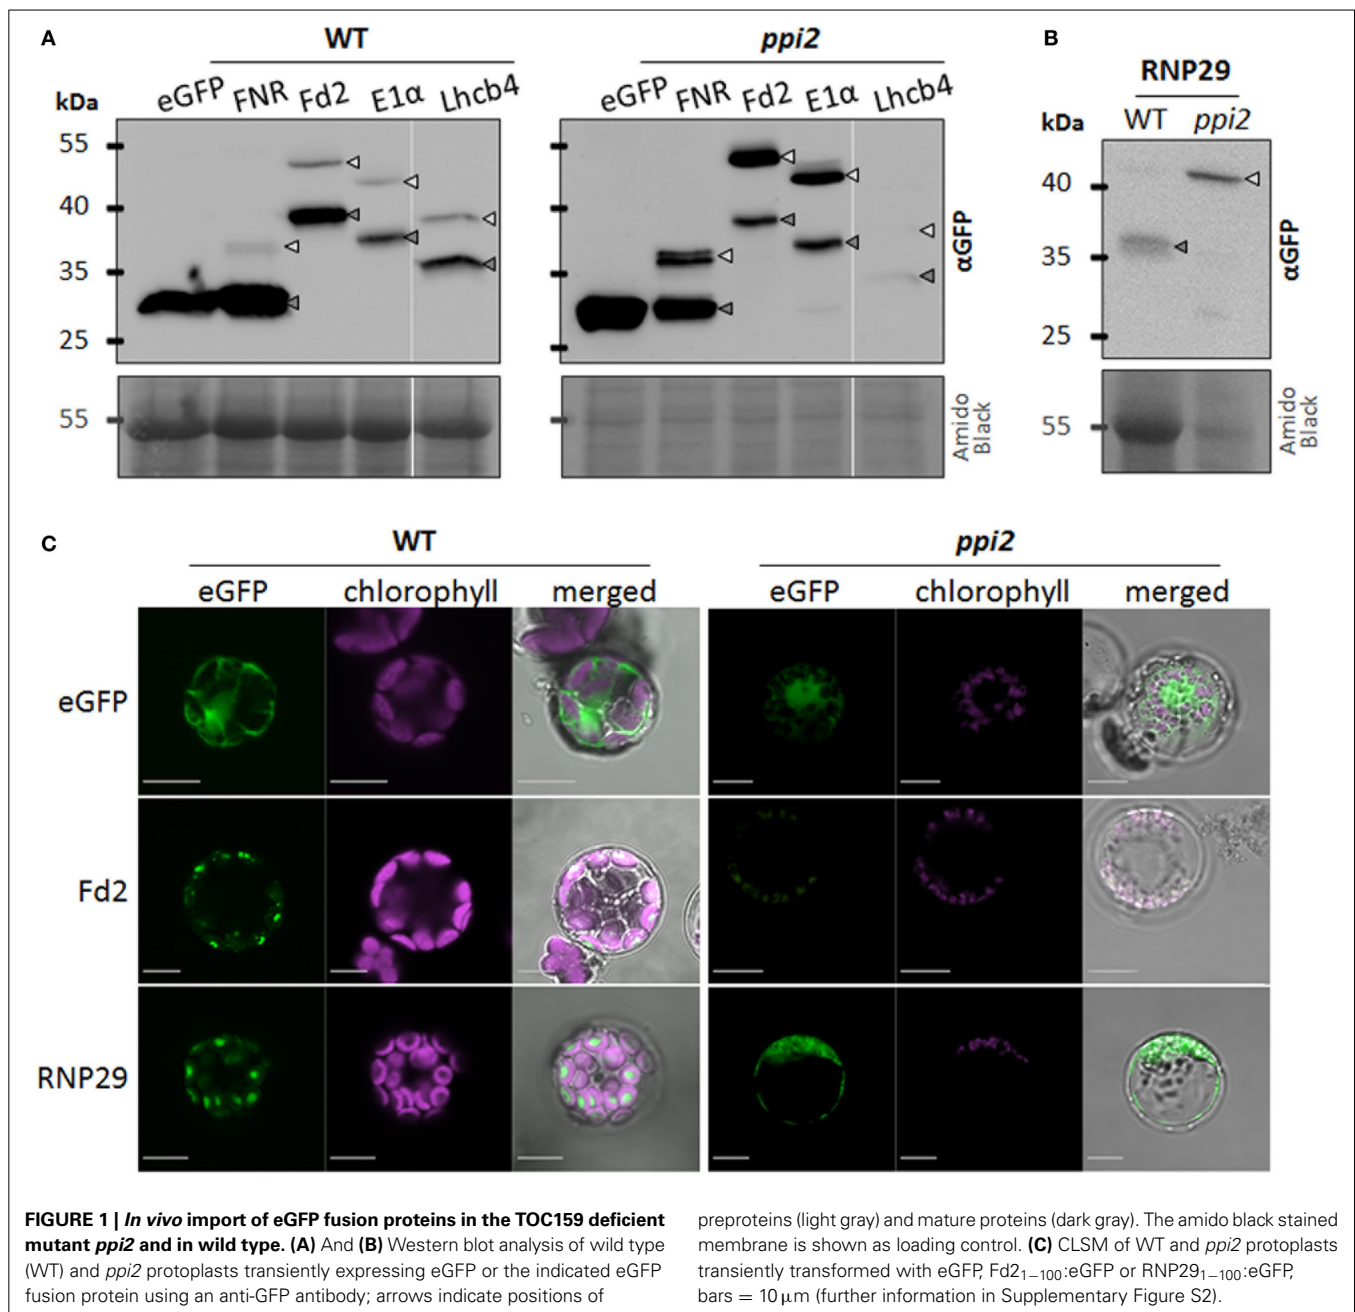 A
WT
ppi2
B
RNP29
kDa
eGFP FNR Fd2 E1α Lhcb4
eGFP FNR Fd2 E1α Lhcb4
kDa
WT ppi2
55
40
35
25
αGFP
40
35
25
αGFP
55
Amido
Black
55
Amido
Black
C
WT
ppi2
eGFP chlorophyll merged
eGFP chlorophyll merged
eGFP
Fd2
RNP29
FIGURE 1 | In vivo import of eGFP fusion proteins in the TOC159 deficient
mutant ppi2 and in wild type. (A) And (B) Western blot analysis of wild type
(WT) and ppi2 protoplasts transiently expressing eGFP or the indicated eGFP
fusion protein using an anti-GFP antibody; arrows indicate positions of
preproteins (light gray) and mature proteins (dark gray). The amido black stained
membrane is shown as loading control. (C) CLSM of WT and ppi2 protoplasts
transiently transformed with eGFP, Fd2₁₋₁₀₀:eGFP or RNP29₁₋₁₀₀:eGFP,
bars = 10 μm (further information in Supplementary Figure S2).